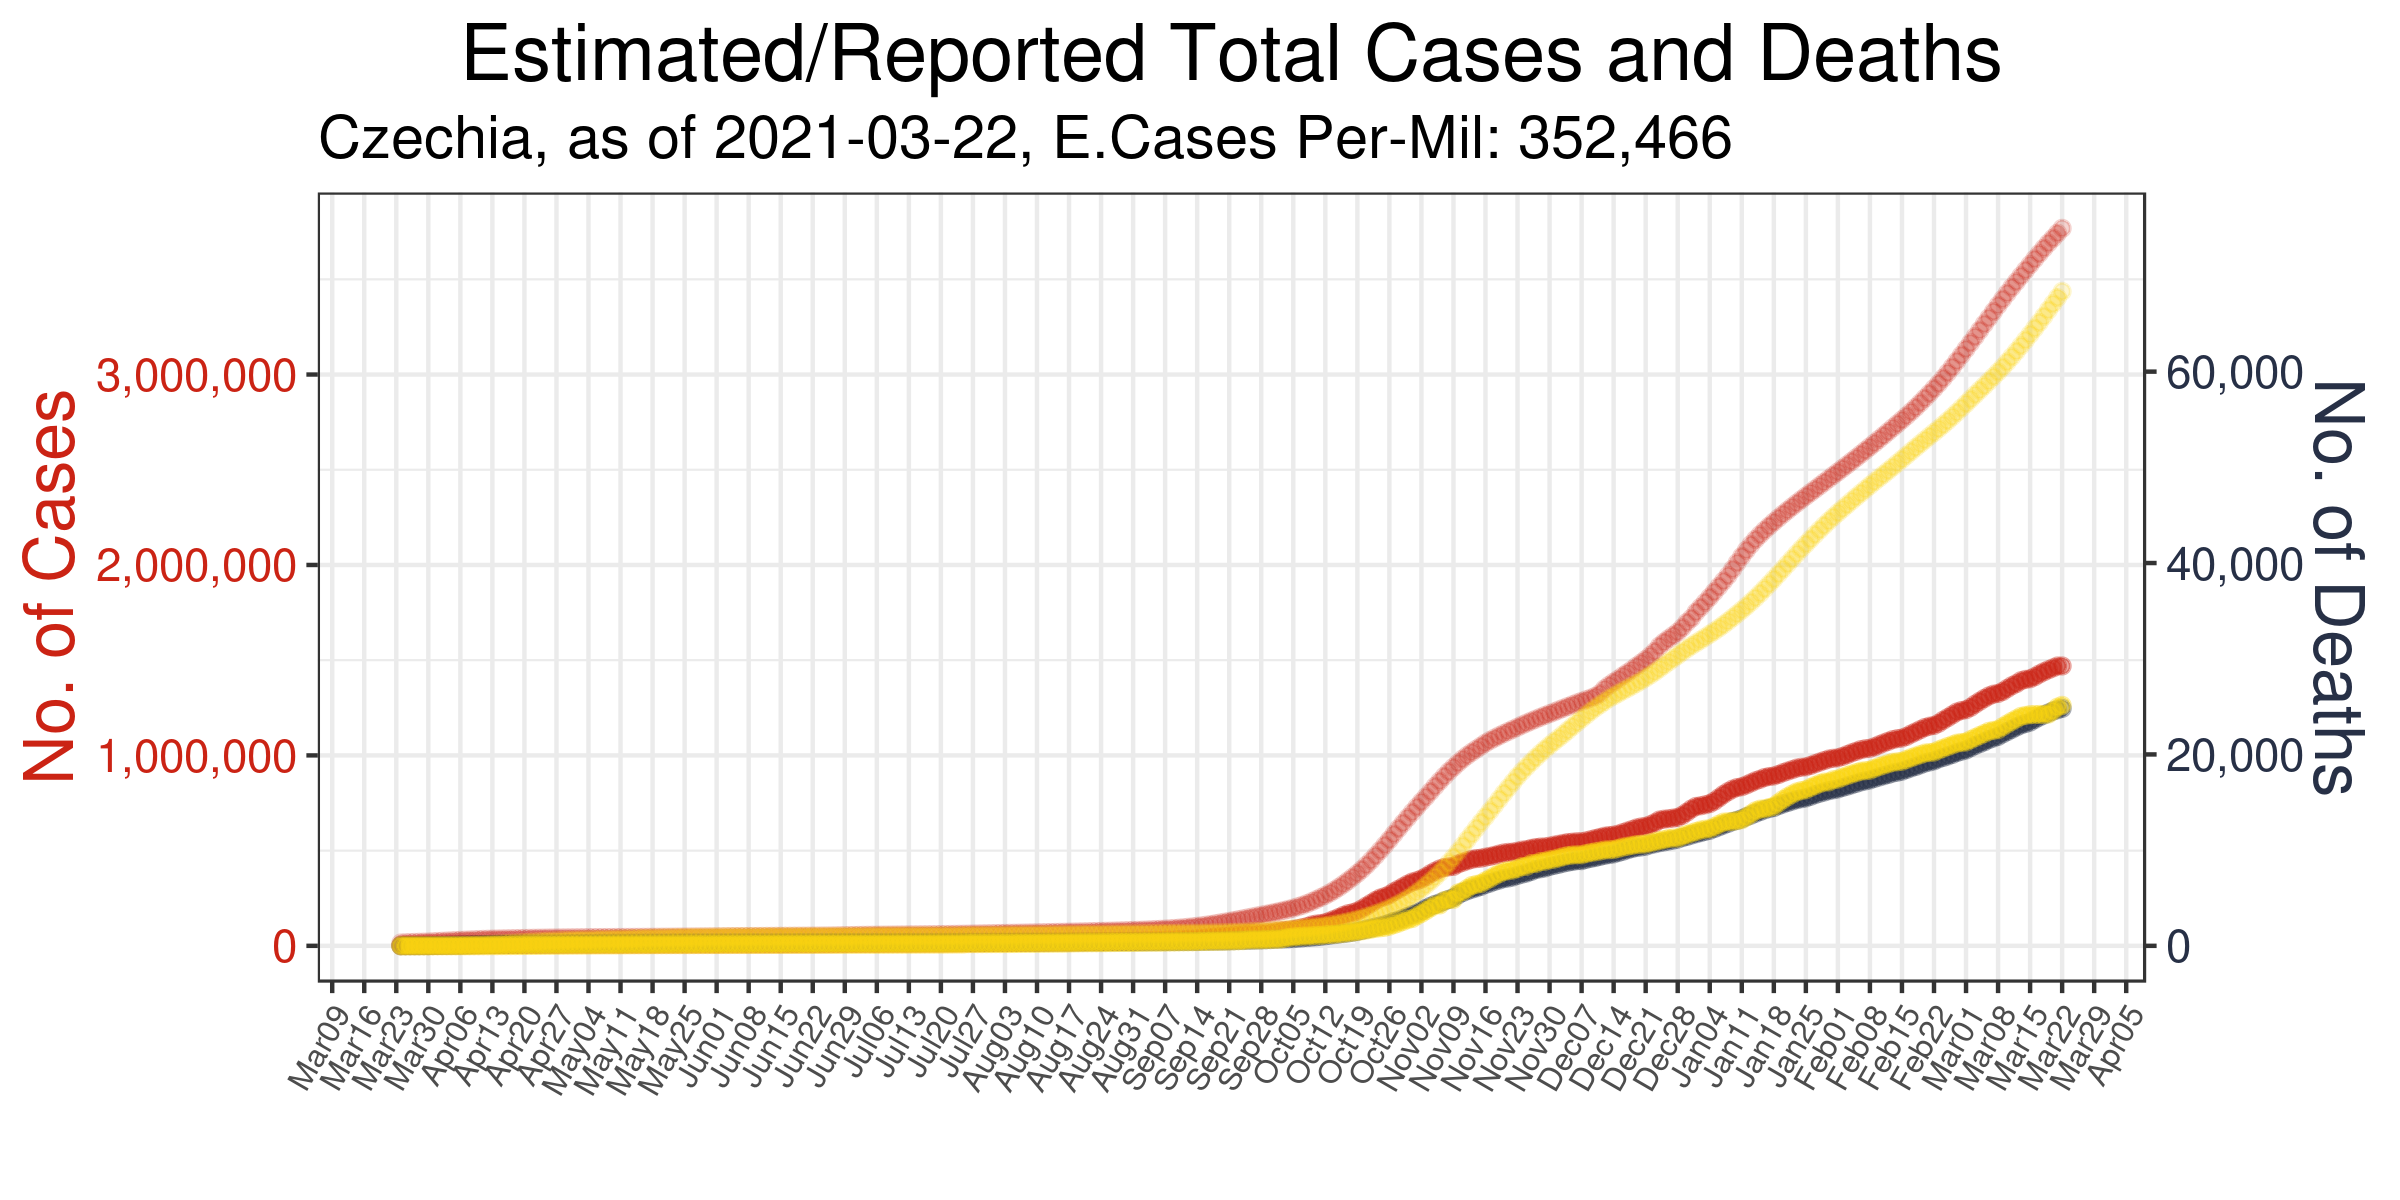 Estimated/Reported Total Cases and Deaths
Czechia, as of 2021-03-22, E.Cases Per-Mil: 352,466
No. of Cases
3,000,000
2,000,000
1,000,000
0
60,000
40,000
20,000
0
No. of Deaths
Mar09
Mar16
Mar23
Mar30
Apr06
Apr13
Apr20
Apr27
May04
May11
May18
May25
Jun01
Jun08
Jun15
Jun22
Jun29
Jul06
Jul13
Jul20
Jul27
Aug03
Aug10
Aug17
Aug24
Aug31
Sep07
Sep14
Sep21
Sep28
Oct05
Oct12
Oct19
Oct26
Nov02
Nov09
Nov16
Nov23
Nov30
Dec07
Dec14
Dec21
Dec28
Jan04
Jan11
Jan18
Jan25
Feb01
Feb08
Feb15
Feb22
Mar01
Mar08
Mar15
Mar22
Mar29
Apr05